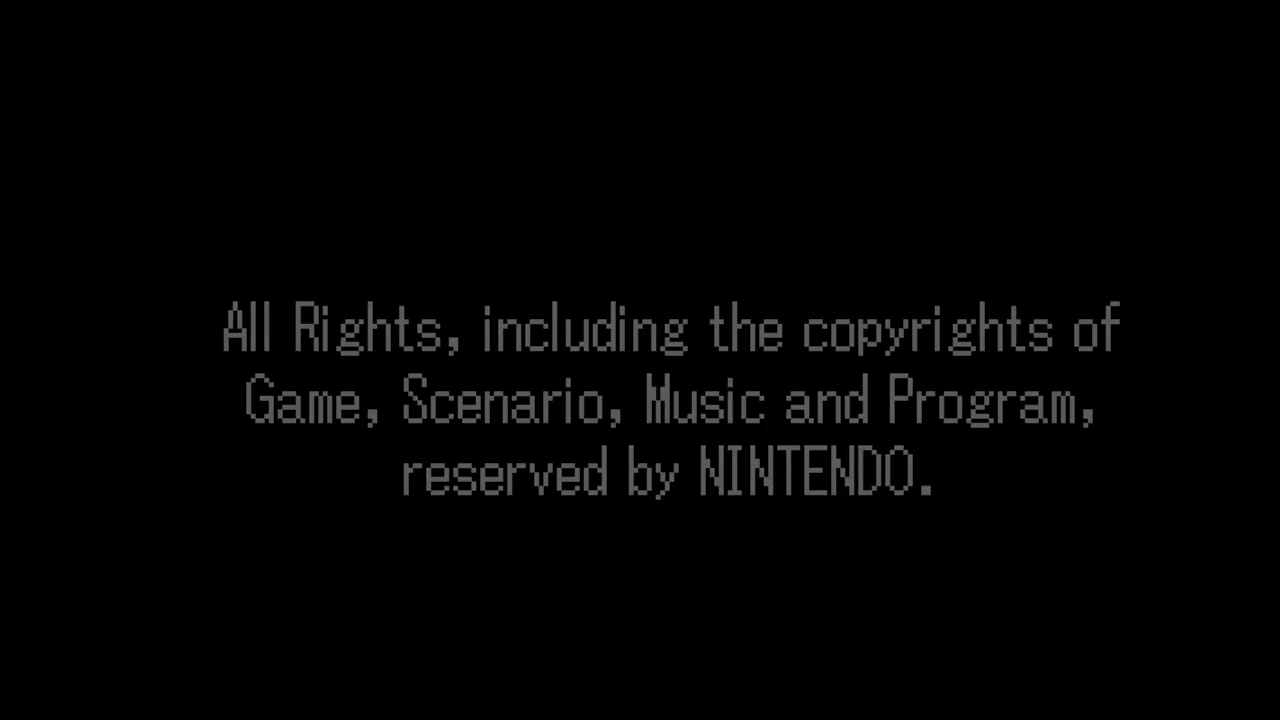 All Rights, including the copyrights of
Game, Scenario, Music and Program,
reserved by NINTENDO.